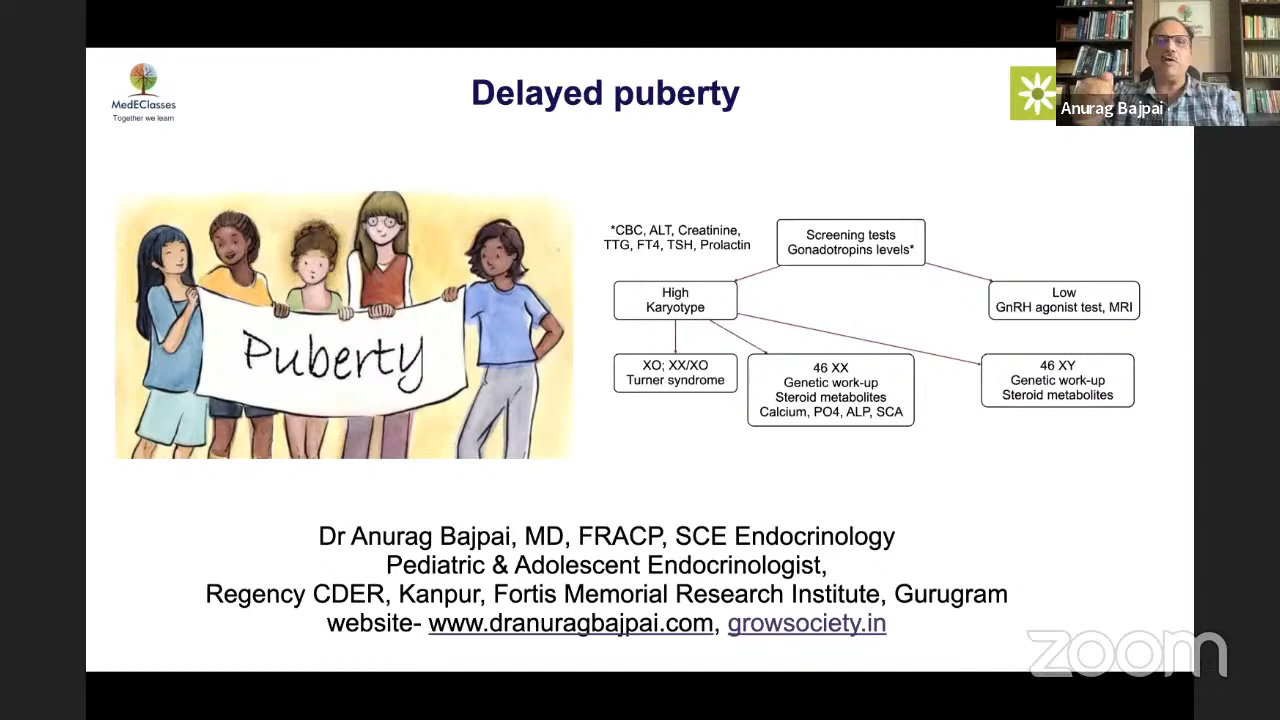 MedEClasses
Together we learn
Delayed puberty
Anurag Bajpai
Puberty
*CBC, ALT, Creatinine,
TTG, FT4, TSH, Prolactin
Screening tests
Gonadotropins levels*
High
Karyotype
Low
GnRH agonist test, MRI
XO; XX/XO
Turner syndrome
46 XX
Genetic work-up
Steroid metabolites
Calcium, PO4, ALP, SCA
46 XY
Genetic work-up
Steroid metabolites
Dr Anurag Bajpai, MD, FRACP, SCE Endocrinology
Pediatric & Adolescent Endocrinologist,
Regency CDER, Kanpur, Fortis Memorial Research Institute, Gurugram
website- www.dranuragbajpai.com, growsociety.in
zoom